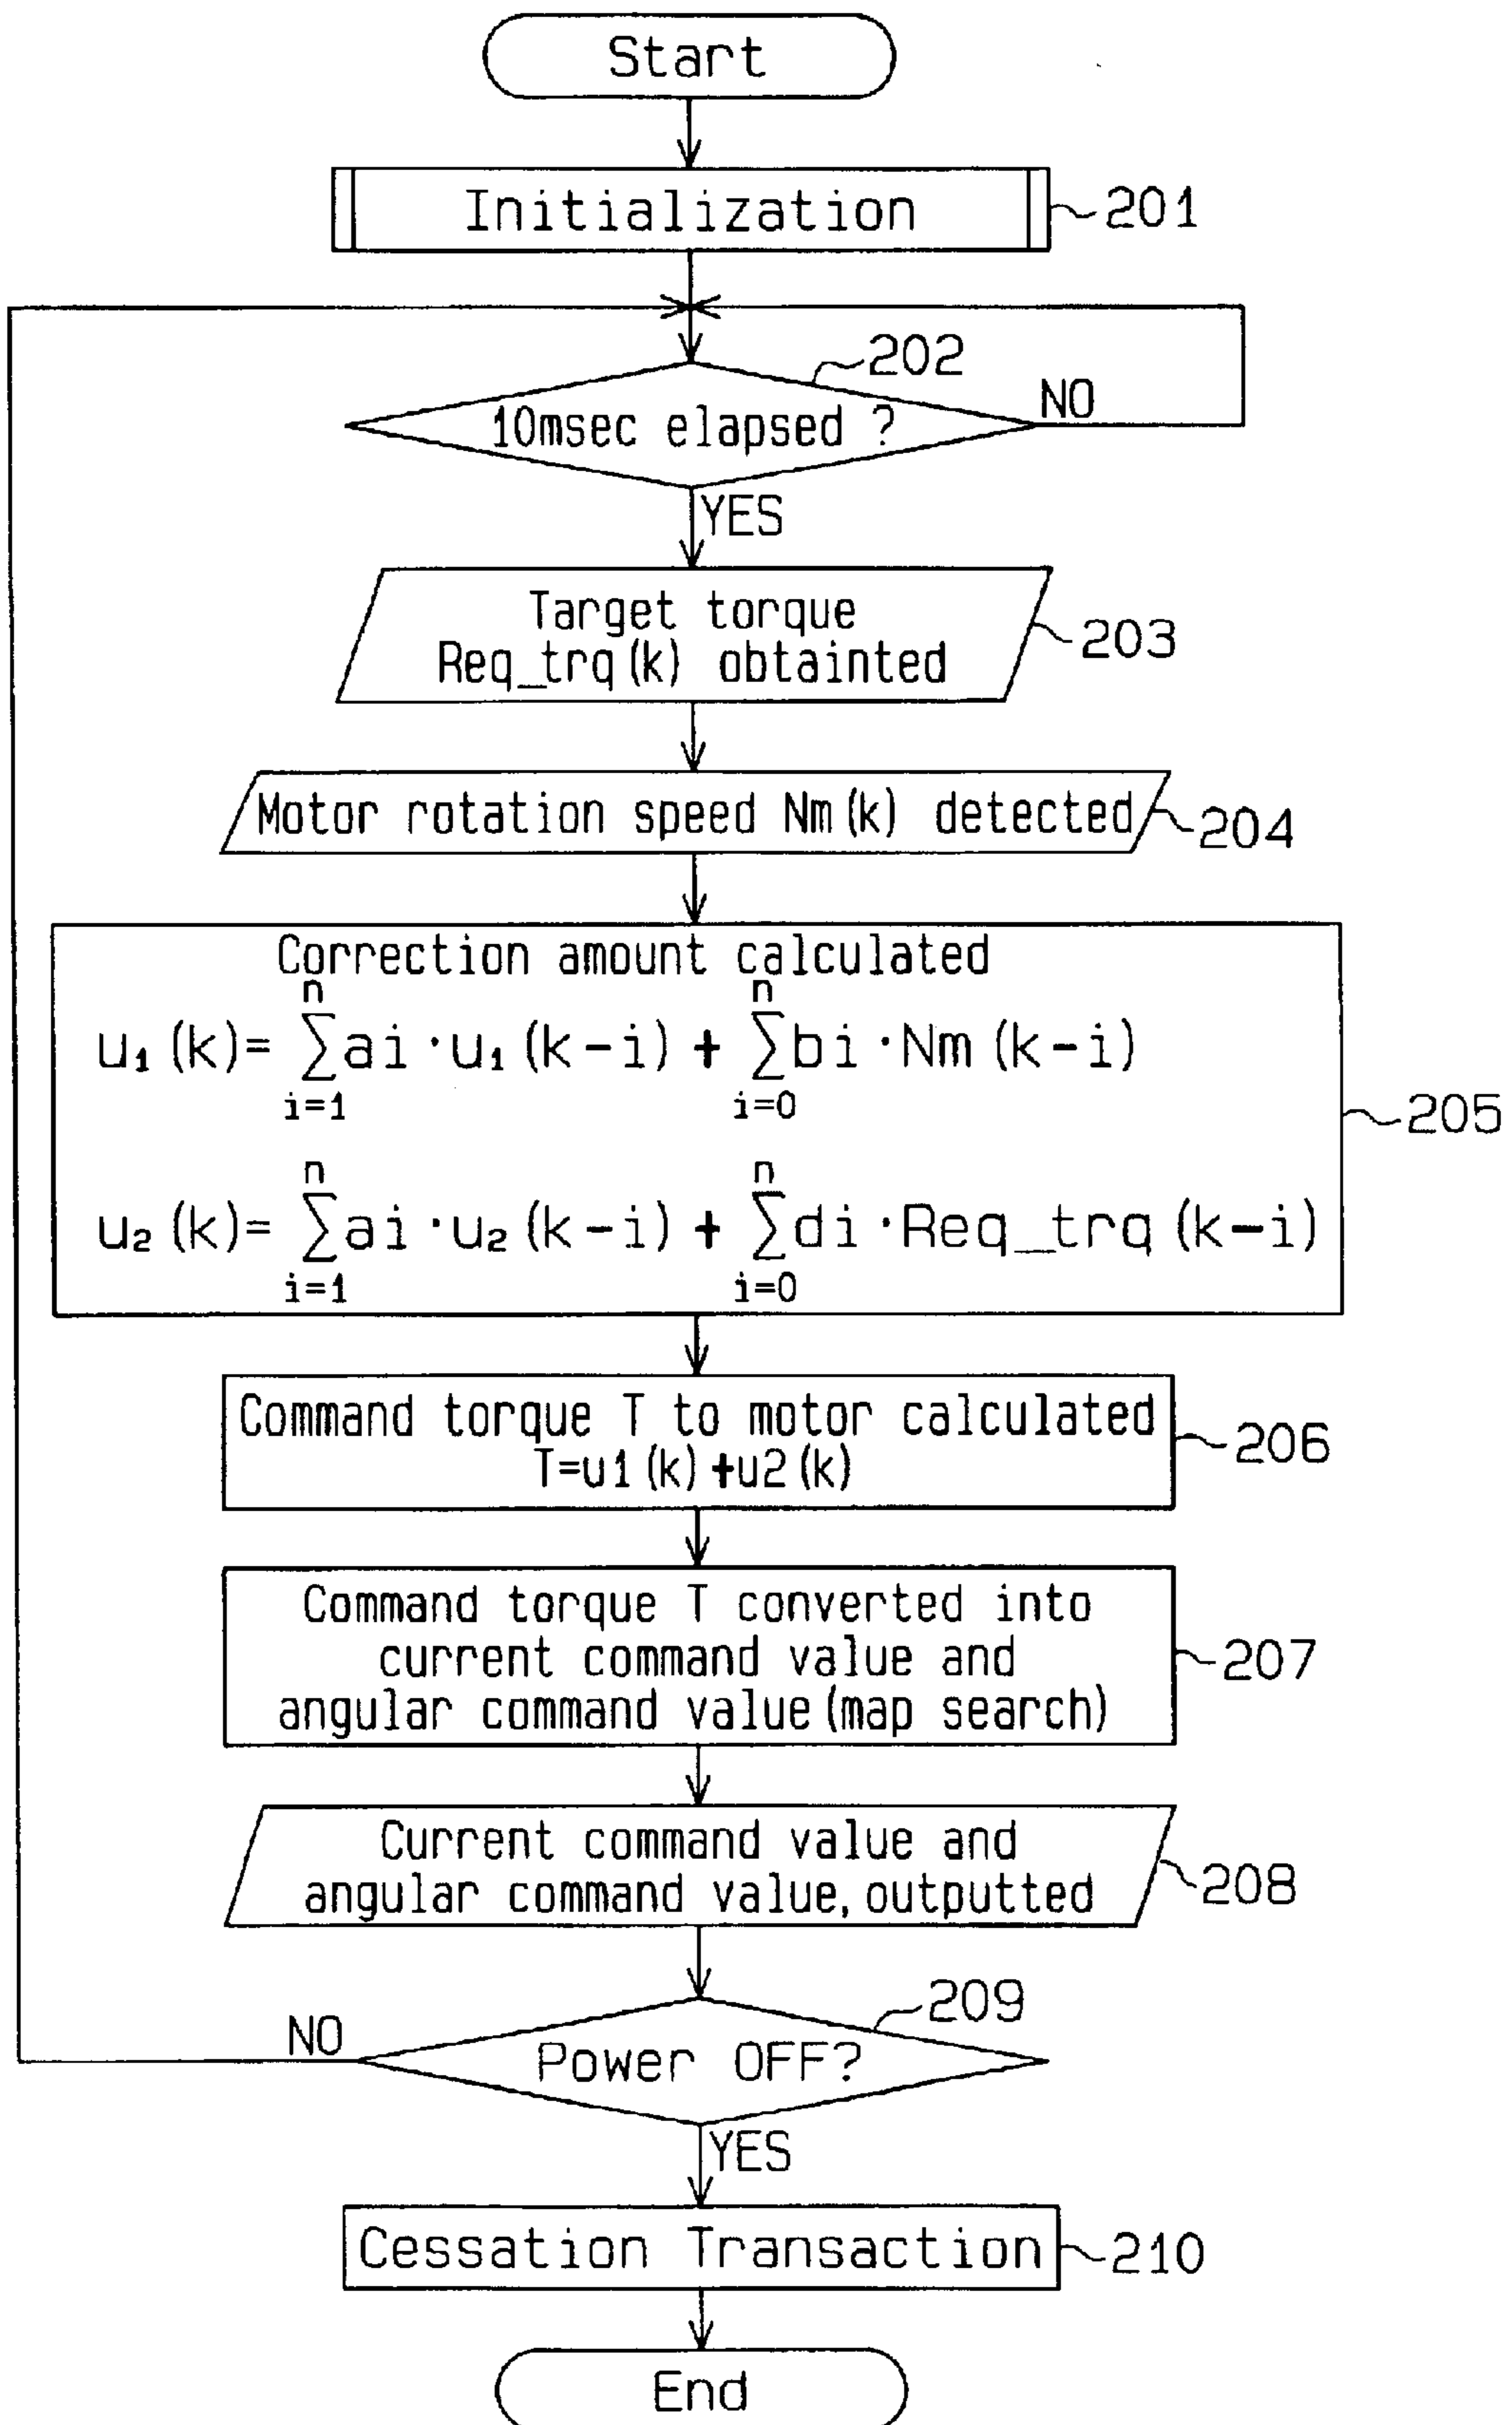 Start
Initialization 201
202
10msec elapsed ? NO
YES
Target torque
Req_trq(k) obtainted
203
Motor rotation speed Nm(k) detected 204
Correction amount calculated
n n
u₁(k)= ∑ai·u₁(k-i) + ∑bi·Nm(k-i)
i=1 i=0
205
n n
u₂(k)= ∑ai·u₂(k-i) + ∑di·Req_trq(k-i)
i=1 i=0
Command torque T to motor calculated
T=u1(k)+u2(k)
206
Command torque T converted into
current command value and
angular command value(map search)
207
Current command value and
angular command value,outputted
208
209
NO Power OFF?
YES
Cessation Transaction 210
End